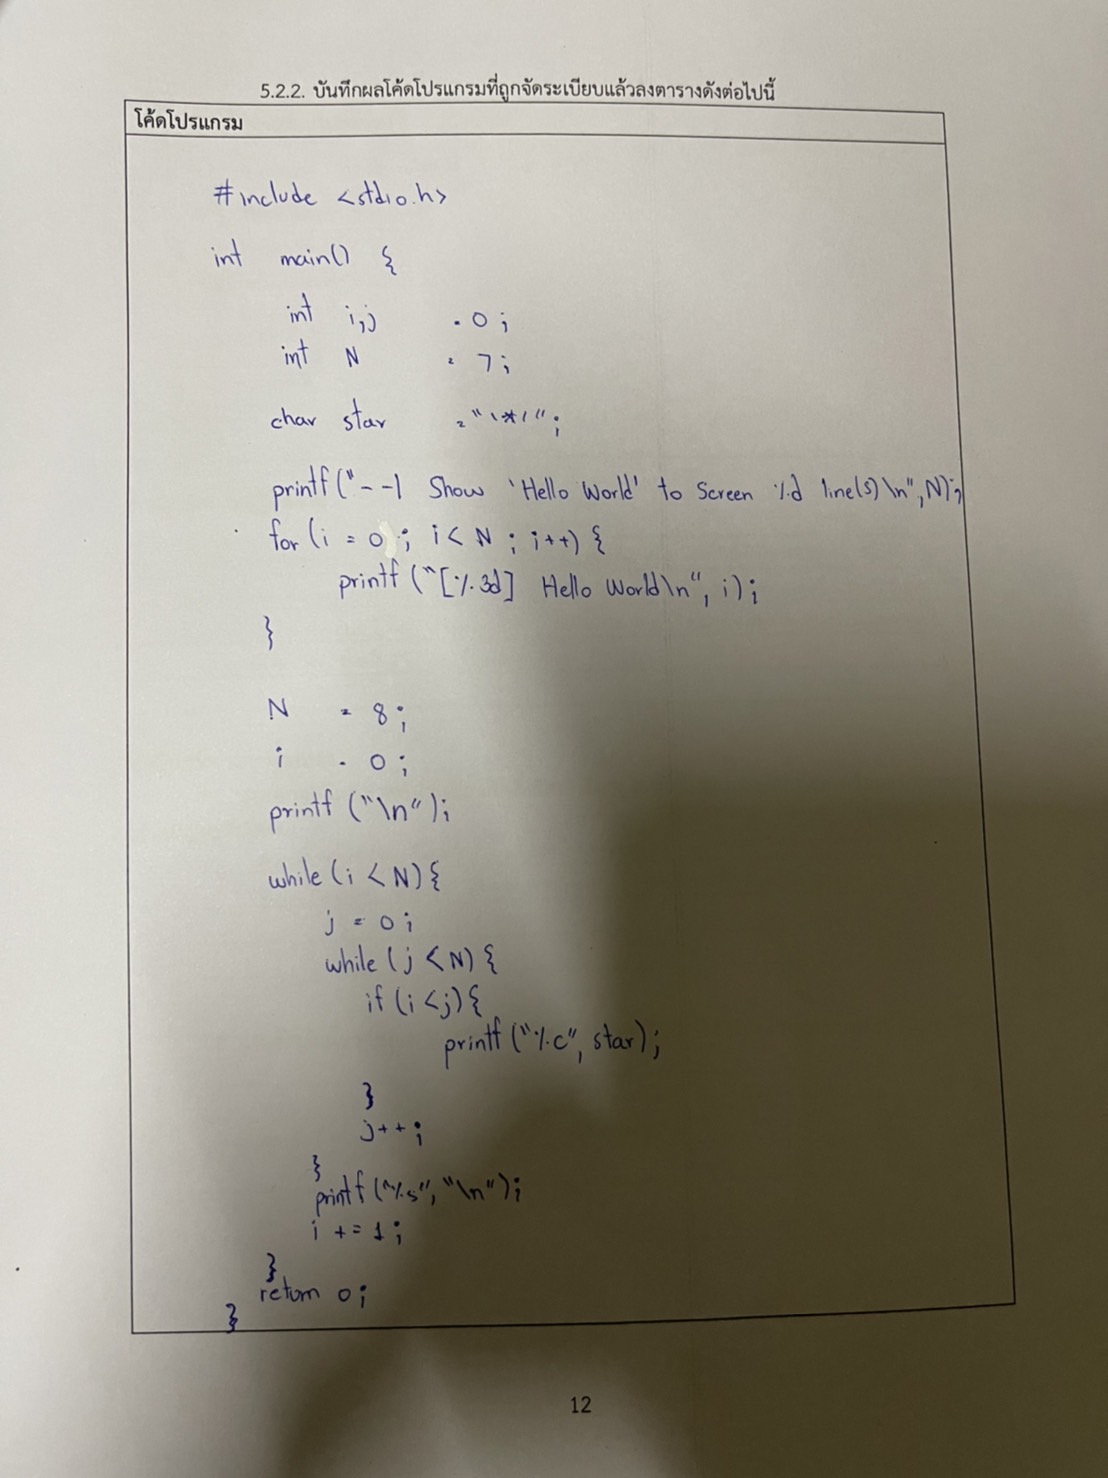 5.2.2. บันทึกผลโค้ดโปรแกรมที่ถูกจัดระเบียบแล้วลงตารางดังต่อไปนี้
โค้ดโปรแกรม
#include <stdio.h>
int main() {
int i,j = 0;
int N = 7;
char star = "'*'";
printf("--| Show 'Hello World' to Screen %d line(s)\n",N);
for (i = 0; i < N ; i++) {
printf("[%3d] Hello World\n", i);
}
N = 8;
i = 0;
printf("\n");
while (i < N) {
j = 0;
while (j < N) {
if (i < j) {
printf("%c", star);
}
j++;
}
printf("%s", "\n");
i += 1;
}
return 0;
}
12